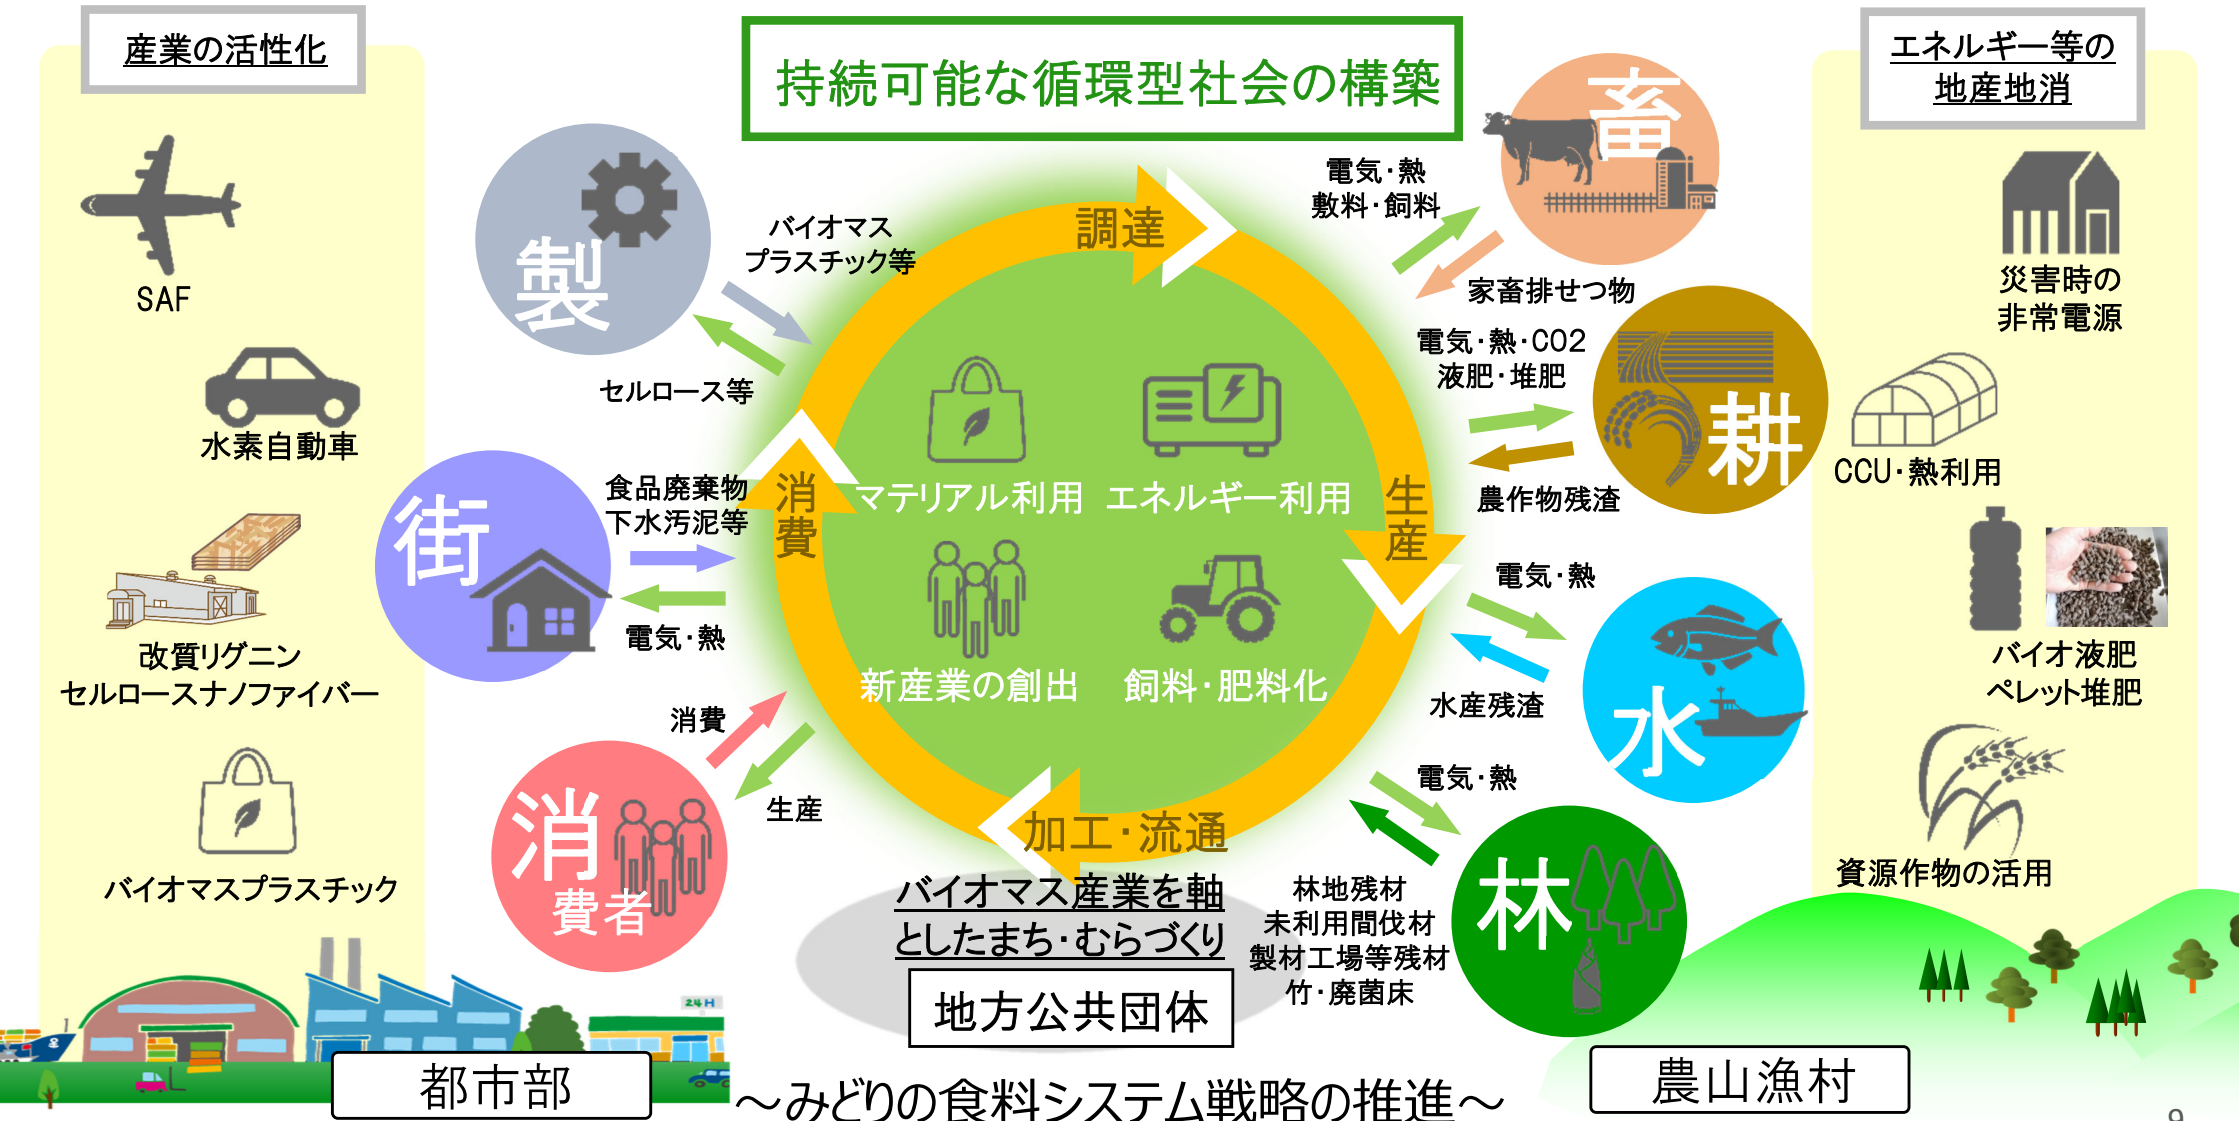 産業の活性化
SAF
水素自動車
改質リグニン
セルロースナノファイバー
バイオマスプラスチック
持続可能な循環型社会の構築
製
バイオマス
プラスチック等
セルロース等
街
食品廃棄物
下水汚泥等
電気・熱
消費
生産
消
費者
調達
生産
加工・流通
消費
マテリアル利用
エネルギー利用
新産業の創出
飼料・肥料化
畜
電気・熱
敷料・飼料
家畜排せつ物
耕
電気・熱・CO2
液肥・堆肥
農作物残渣
水
電気・熱
水産残渣
林
電気・熱
林地残材
未利用間伐材
製材工場等残材
竹・廃菌床
エネルギー等の
地産地消
災害時の
非常電源
CCU・熱利用
バイオ液肥
ペレット堆肥
資源作物の活用
バイオマス産業を軸
としたまち・むらづくり
地方公共団体
24H
都市部
農山漁村
～みどりの食料システム戦略の推進～